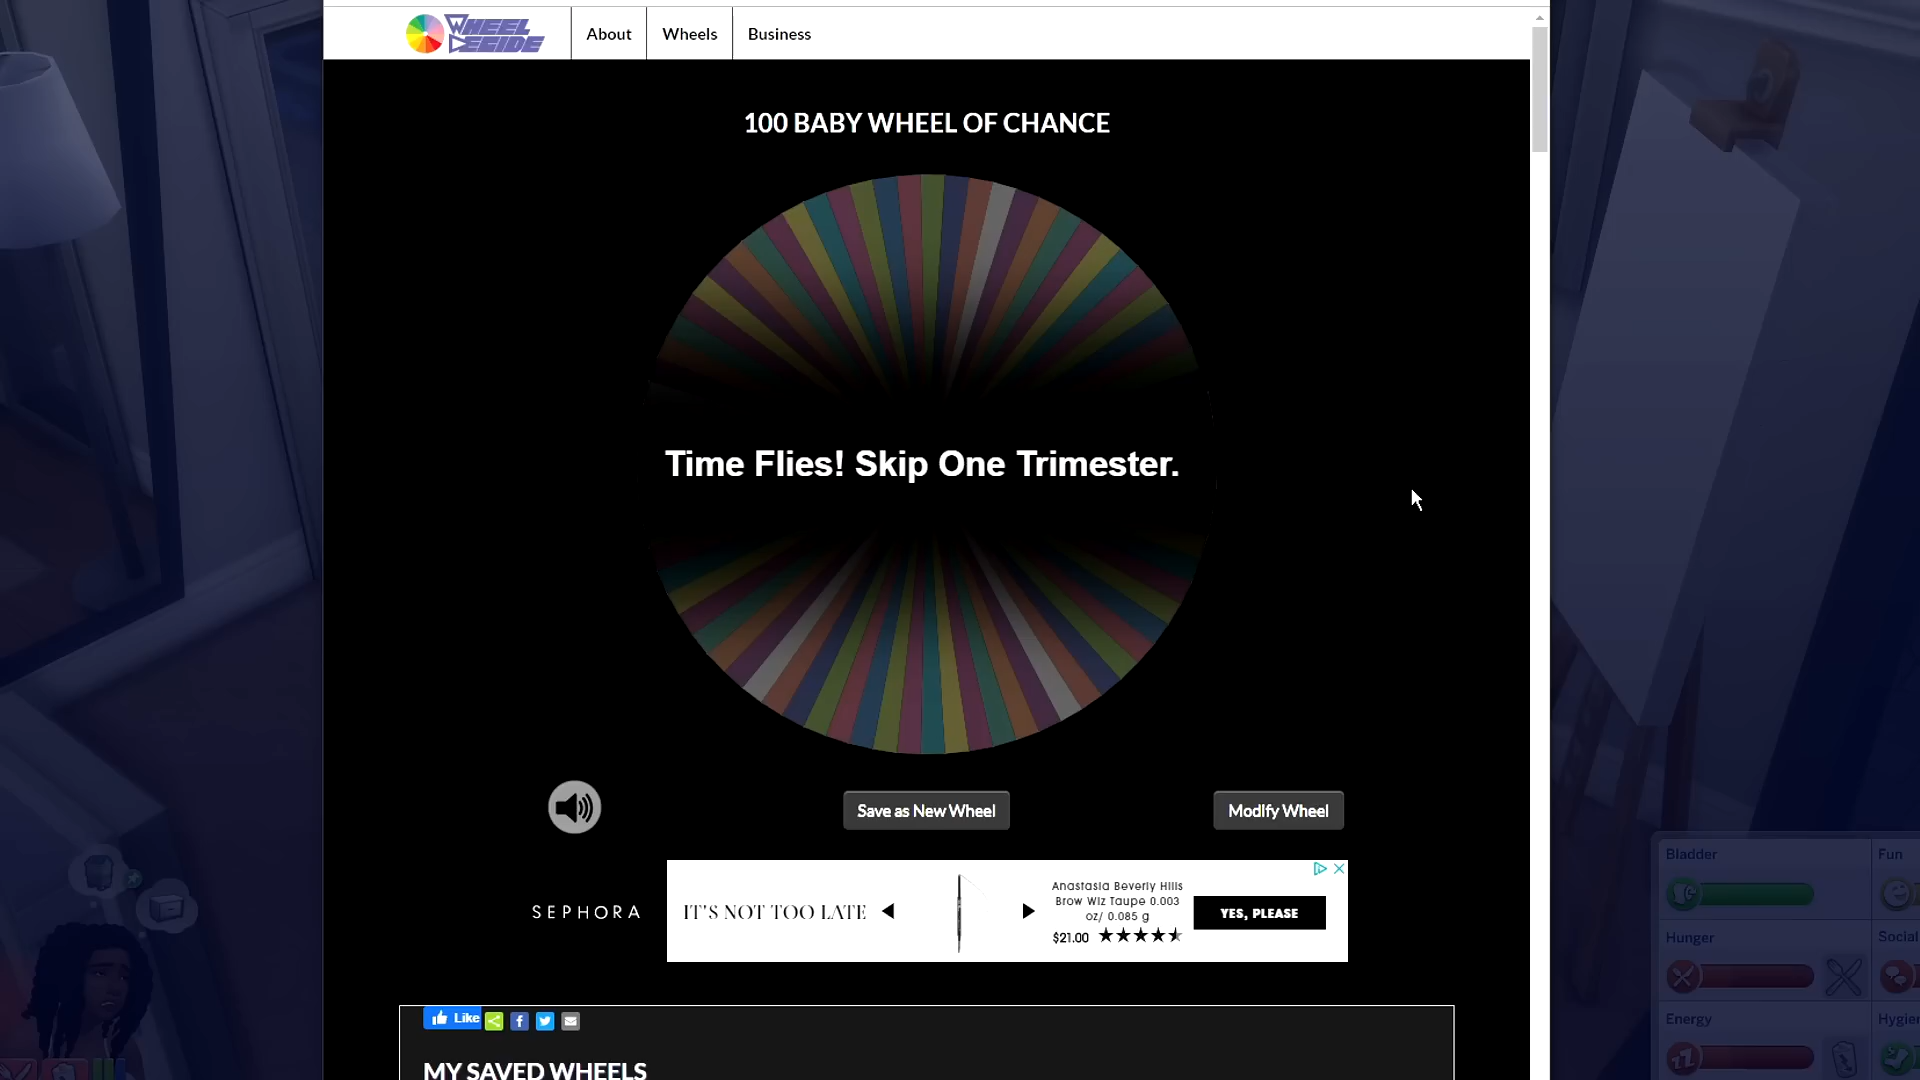 WHEEL
DECIDE
About
Wheels
Business
100 BABY WHEEL OF CHANCE
Time Flies! Skip One Trimester.
Save as New Wheel
Modify Wheel
SEPHORA
IT'S NOT TOO LATE
Anastasia Beverly Hills
Brow Wiz Taupe 0.003
oz/ 0.085 g
$21.00
YES, PLEASE
Like
MY SAVED WHEELS
Bladder
Fun
Hunger
Social
Energy
Hygien